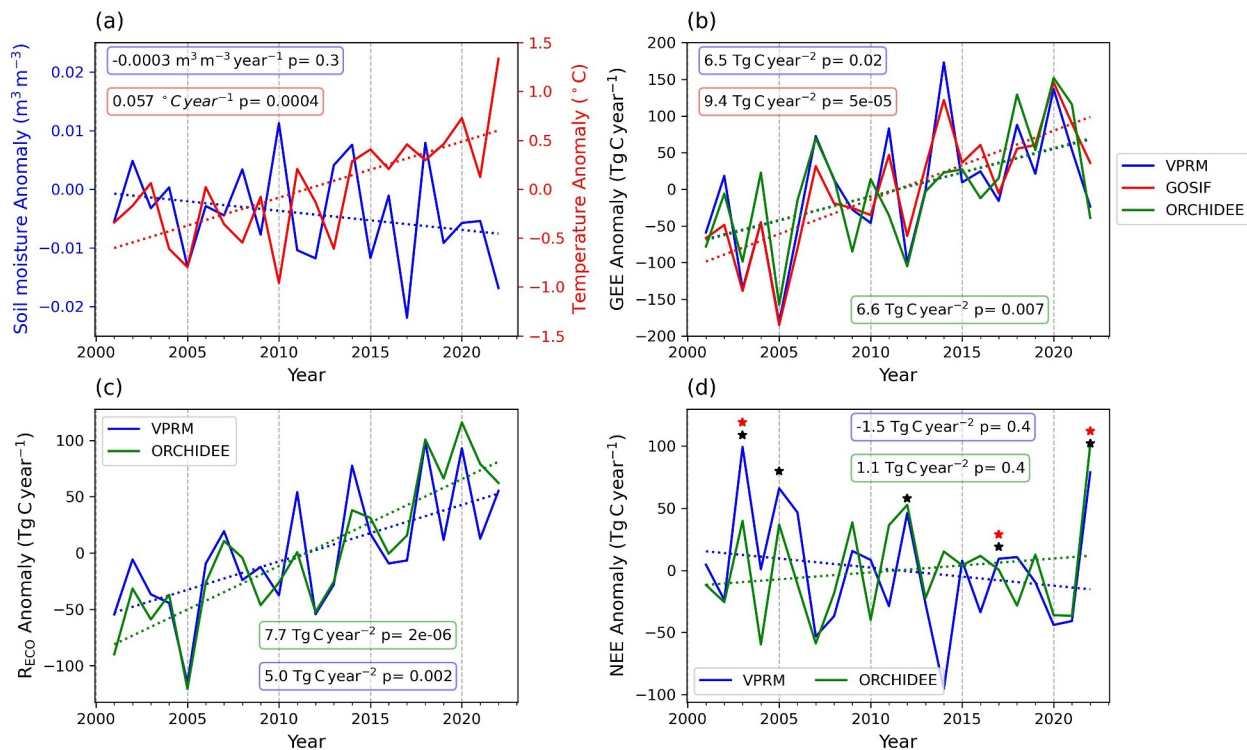 (a)
-0.0003 m³ m⁻³ year⁻¹ p= 0.3
0.057 °C year⁻¹ p= 0.0004
Soil moisture Anomaly (m³ m⁻³)
0.02
0.01
0.00
−0.01
−0.02
Temperature Anomaly (°C)
1.5
1.0
0.5
0.0
−0.5
−1.0
−1.5
2000 2005 2010 2015 2020
Year
(b)
6.5 Tg C year⁻² p= 0.02
9.4 Tg C year⁻² p= 5e-05
6.6 Tg C year⁻² p= 0.007
GEE Anomaly (Tg C year⁻¹)
200
150
100
50
0
−50
−100
−150
−200
2000 2005 2010 2015 2020
Year
VPRM
GOSIF
ORCHIDEE
(c)
VPRM
ORCHIDEE
7.7 Tg C year⁻² p= 2e-06
5.0 Tg C year⁻² p= 0.002
R_ECO Anomaly (Tg C year⁻¹)
100
50
0
−50
−100
2000 2005 2010 2015 2020
Year
(d)
-1.5 Tg C year⁻² p= 0.4
1.1 Tg C year⁻² p= 0.4
NEE Anomaly (Tg C year⁻¹)
100
50
0
−50
−100
VPRM ORCHIDEE
2000 2005 2010 2015 2020
Year